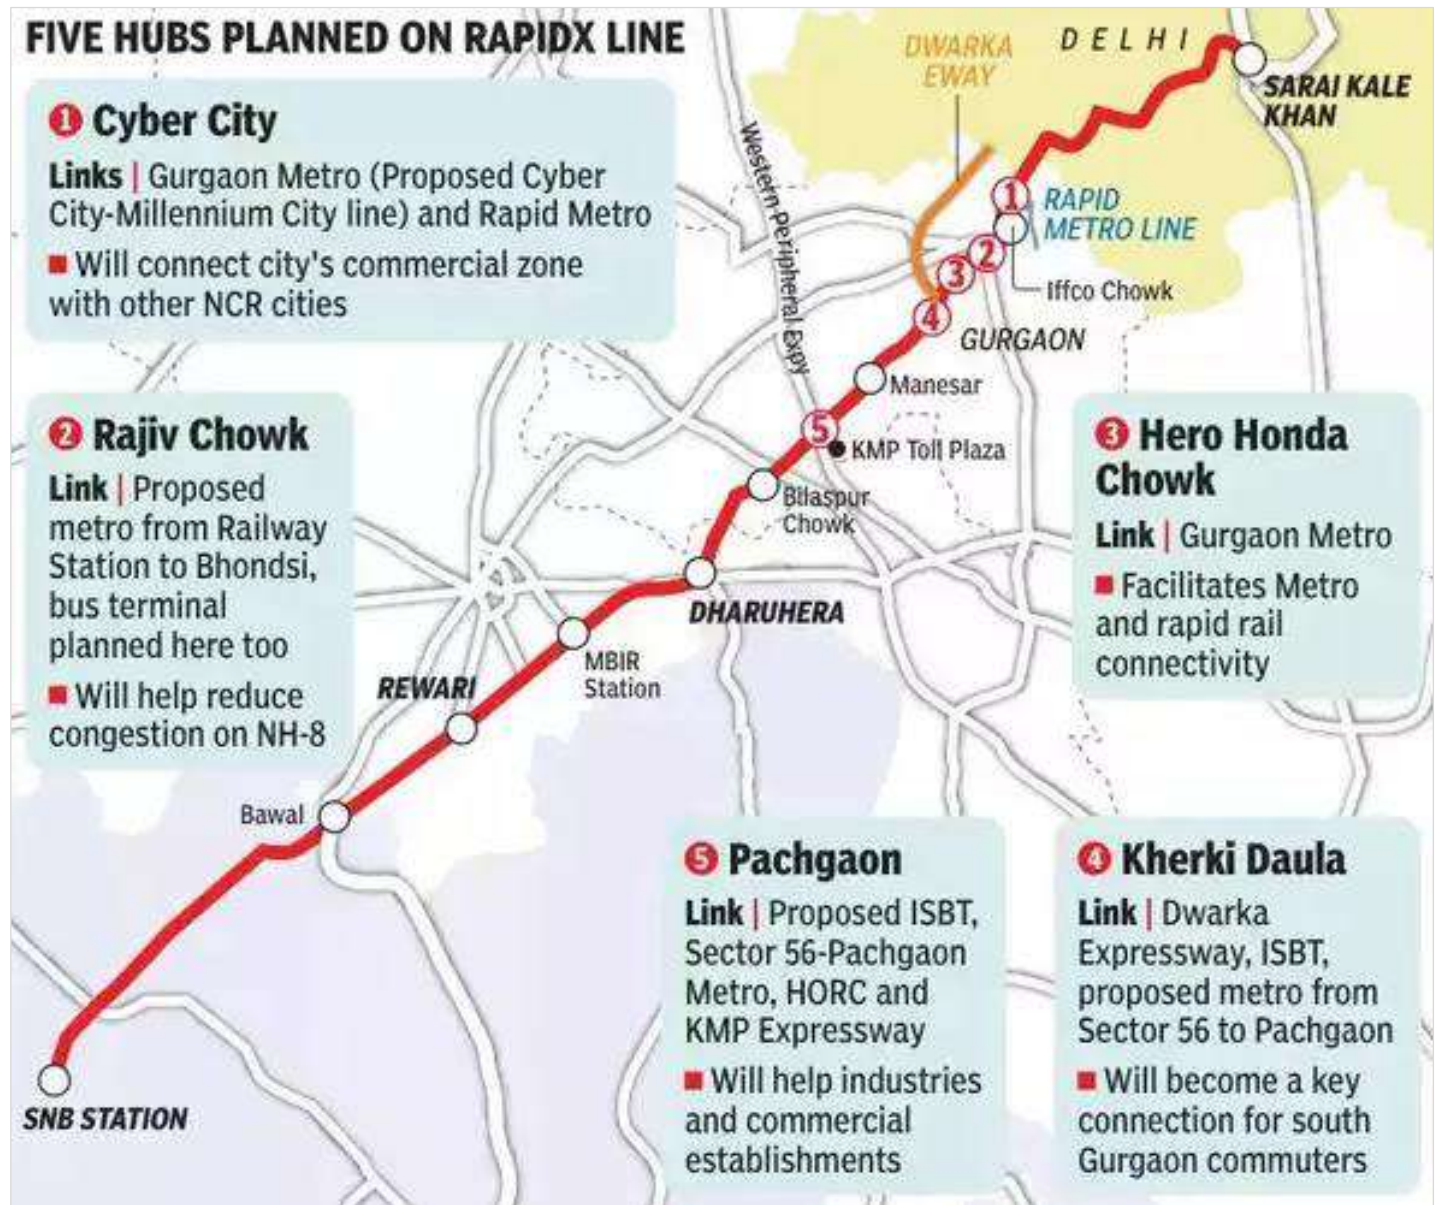 FIVE HUBS PLANNED ON RAPIDX LINE
1 Cyber City
Links | Gurgaon Metro (Proposed Cyber
City-Millennium City line) and Rapid Metro
Will connect city's commercial zone
with other NCR cities
DWARKA
EWAY
DELHI
SARAI KALE
KHAN
Western Peripheral Expy
1
RAPID
METRO LINE
2
3
Iffco Chowk
4
GURGAON
Manesar
5
KMP Toll Plaza
Bilaspur
Chowk
DHARUHERA
MBIR
Station
REWARI
Bawal
SNB STATION
2 Rajiv Chowk
Link | Proposed
metro from Railway
Station to Bhondsi,
bus terminal
planned here too
Will help reduce
congestion on NH-8
3 Hero Honda
Chowk
Link | Gurgaon Metro
Facilitates Metro
and rapid rail
connectivity
5 Pachgaon
Link | Proposed ISBT,
Sector 56-Pachgaon
Metro, HORC and
KMP Expressway
Will help industries
and commercial
establishments
4 Kherki Daula
Link | Dwarka
Expressway, ISBT,
proposed metro from
Sector 56 to Pachgaon
Will become a key
connection for south
Gurgaon commuters